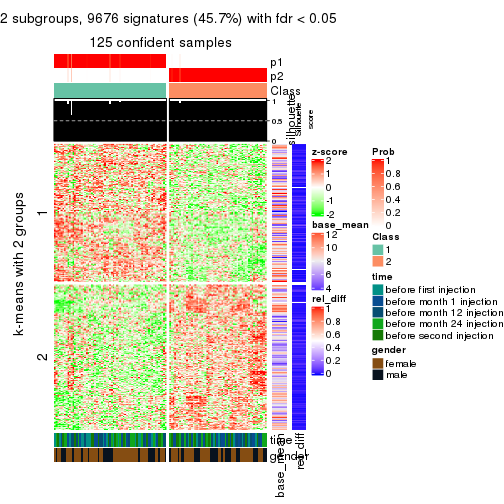 2 subgroups, 9676 signatures (45.7%) with fdr < 0.05
125 confident samples
p1
p2
Class
1
0.5
0
silhouette
Silhouette
score
k-means with 2 groups
1
2
time
gender
base_mean
rel_diff
z-score
2
1
0
-1
-2
base_mean
12
10
8
6
4
rel_diff
1
0.8
0.6
0.4
0.2
0
Prob
1
0.8
0.6
0.4
0.2
0
Class
1
2
time
before first injection
before month 1 injection
before month 12 injection
before month 24 injection
before second injection
gender
female
male